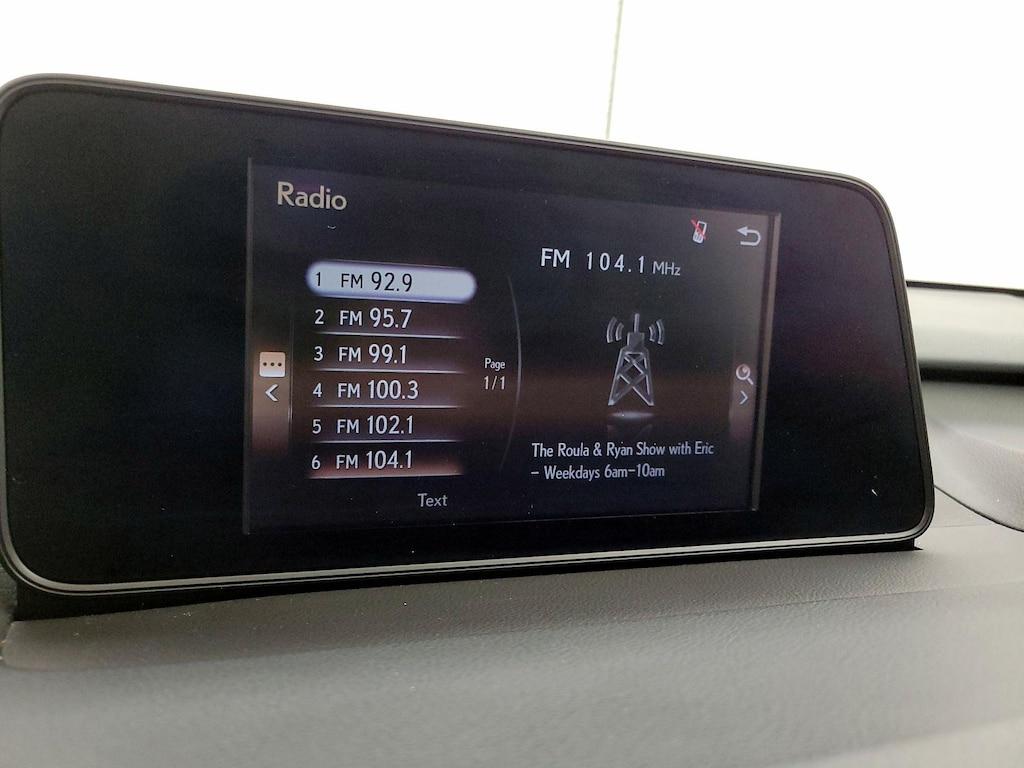 Radio
FM 104.1 MHz
1 FM 92.9
2 FM 95.7
3 FM 99.1
4 FM 100.3
5 FM 102.1
6 FM 104.1
Page
1/1
The Roula & Ryan Show with Eric
– Weekdays 6am–10am
Text